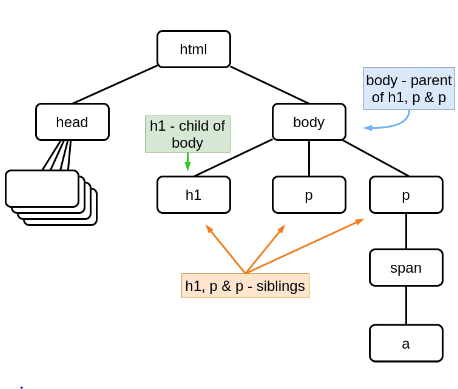 html
head
body
body - parent
of h1, p & p
h1 - child of
body
h1
p
p
h1, p & p - siblings
span
a